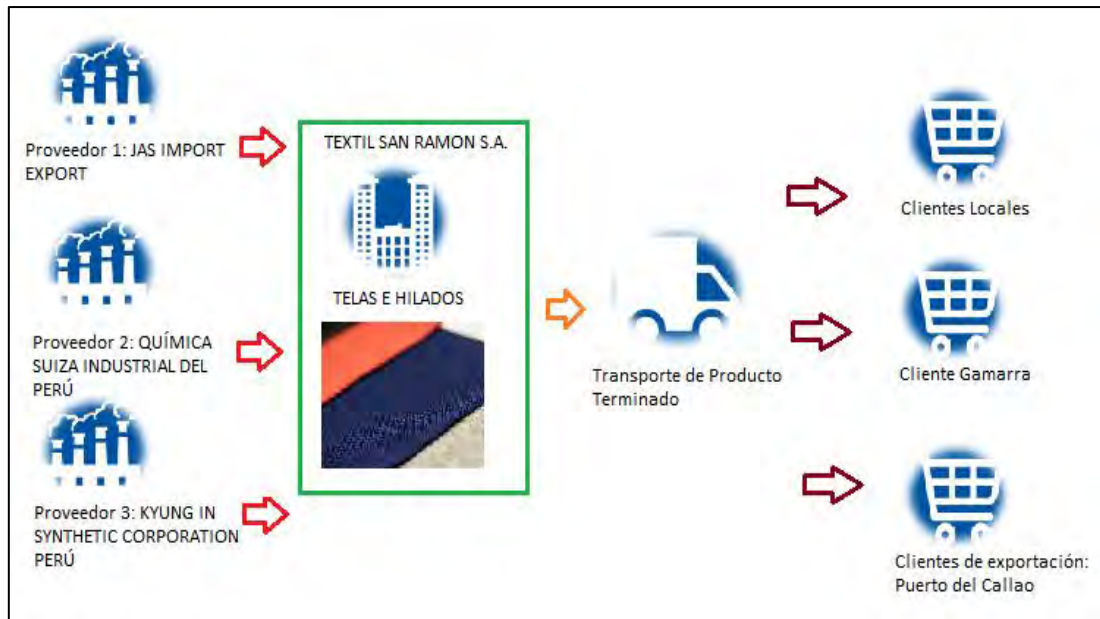 Proveedor 1: JAS IMPORT
EXPORT
Proveedor 2: QUÍMICA
SUIZA INDUSTRIAL DEL
PERÚ
Proveedor 3: KYUNG IN
SYNTHETIC CORPORATION
PERÚ
TEXTIL SAN RAMON S.A.
TELAS E HILADOS
Transporte de Producto
Terminado
Clientes Locales
Cliente Gamarra
Clientes de exportación:
Puerto del Callao